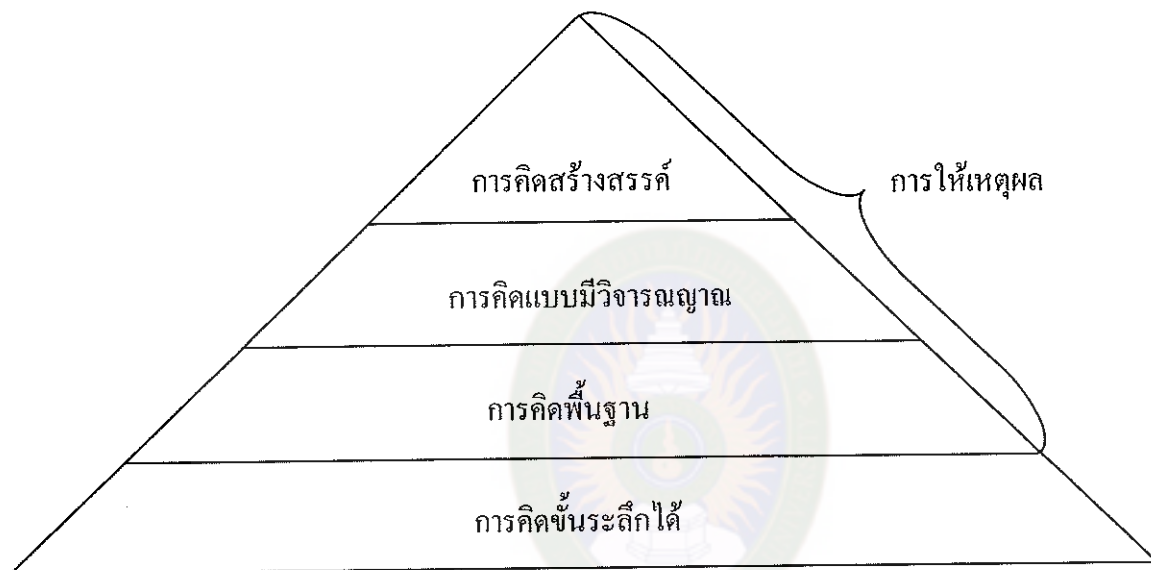 การคิดสร้างสรรค์
การให้เหตุผล
การคิดแบบมีวิจารณญาณ
การคิดพื้นฐาน
การคิดขั้นระลึกได้